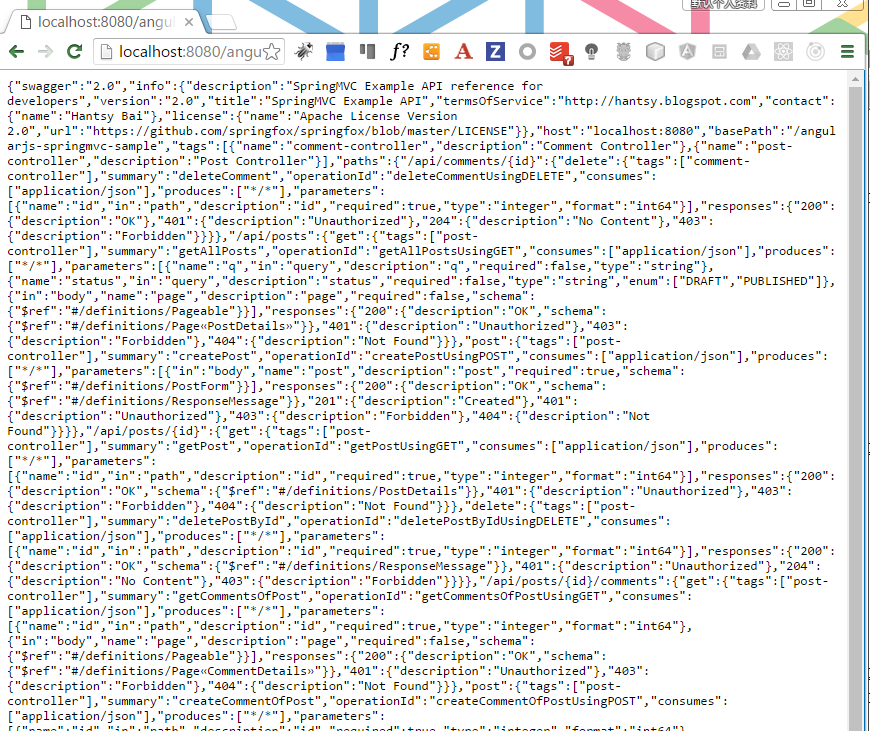 默认个人资料
localhost:8080/angul
localhost:8080/angu
f?
A
Z
7
{"swagger":"2.0","info":{"description":"SpringMVC Example API reference for
developers","version":"2.0","title":"SpringMVC Example API","termsOfService":"http://hantsy.blogspot.com","contact":
{"name":"Hantsy Bai"},"license":{"name":"Apache License Version
2.0","url":"https://github.com/springfox/springfox/blob/master/LICENSE"}},"host":"localhost:8080","basePath":"/angul
arjs-springmvc-sample","tags":[{"name":"comment-controller","description":"Comment Controller"},{"name":"post-
controller","description":"Post Controller"}],"paths":{"/api/comments/{id}":{"delete":{"tags":["comment-
controller"],"summary":"deleteComment","operationId":"deleteCommentUsingDELETE","consumes":
["application/json"],"produces":["*/*"],"parameters":
[{"name":"id","in":"path","description":"id","required":true,"type":"integer","format":"int64"}],"responses":{"200":
{"description":"OK"},"401":{"description":"Unauthorized"},"204":{"description":"No Content"},"403":
{"description":"Forbidden"}}}},"/api/posts":{"get":{"tags":["post-
controller"],"summary":"getAllPosts","operationId":"getAllPostsUsingGET","consumes":["application/json"],"produces":
["*/*"],"parameters":[{"name":"q","in":"query","description":"q","required":false,"type":"string"},
{"name":"status","in":"query","description":"status","required":false,"type":"string","enum":["DRAFT","PUBLISHED"]},
{"in":"body","name":"page","description":"page","required":false,"schema":
{"$ref":"#/definitions/Pageable"}}],"responses":{"200":{"description":"OK","schema":
{"$ref":"#/definitions/Page«PostDetails»"}},"401":{"description":"Unauthorized"},"403":
{"description":"Forbidden"},"404":{"description":"Not Found"}}},"post":{"tags":["post-
controller"],"summary":"createPost","operationId":"createPostUsingPOST","consumes":["application/json"],"produces":
["*/*"],"parameters":[{"in":"body","name":"post","description":"post","required":true,"schema":
{"$ref":"#/definitions/PostForm"}}],"responses":{"200":{"description":"OK","schema":
{"$ref":"#/definitions/ResponseMessage"}},"201":{"description":"Created"},"401":
{"description":"Unauthorized"},"403":{"description":"Forbidden"},"404":{"description":"Not
Found"}}}},"/api/posts/{id}":{"get":{"tags":["post-
controller"],"summary":"getPost","operationId":"getPostUsingGET","consumes":["application/json"],"produces":
["*/*"],"parameters":
[{"name":"id","in":"path","description":"id","required":true,"type":"integer","format":"int64"}],"responses":{"200":
{"description":"OK","schema":{"$ref":"#/definitions/PostDetails"}},"401":{"description":"Unauthorized"},"403":
{"description":"Forbidden"},"404":{"description":"Not Found"}}},"delete":{"tags":["post-
controller"],"summary":"deletePostById","operationId":"deletePostByIdUsingDELETE","consumes":
["application/json"],"produces":["*/*"],"parameters":
[{"name":"id","in":"path","description":"id","required":true,"type":"integer","format":"int64"}],"responses":{"200":
{"description":"OK","schema":{"$ref":"#/definitions/ResponseMessage"}},"401":{"description":"Unauthorized"},"204":
{"description":"No Content"},"403":{"description":"Forbidden"}}}},"/api/posts/{id}/comments":{"get":{"tags":["post-
controller"],"summary":"getCommentsOfPost","operationId":"getCommentsOfPostUsingGET","consumes":
["application/json"],"produces":["*/*"],"parameters":
[{"name":"id","in":"path","description":"id","required":true,"type":"integer","format":"int64"},
{"in":"body","name":"page","description":"page","required":false,"schema":
{"$ref":"#/definitions/Pageable"}}],"responses":{"200":{"description":"OK","schema":
{"$ref":"#/definitions/Page«CommentDetails»"}},"401":{"description":"Unauthorized"},"403":
{"description":"Forbidden"},"404":{"description":"Not Found"}}},"post":{"tags":["post-
controller"],"summary":"createCommentOfPost","operationId":"createCommentOfPostUsingPOST","consumes":
["application/json"],"produces":["*/*"],"parameters":
[{"name":"id","in":"path","description":"id","required":true,"type":"integer","format":"int64"},